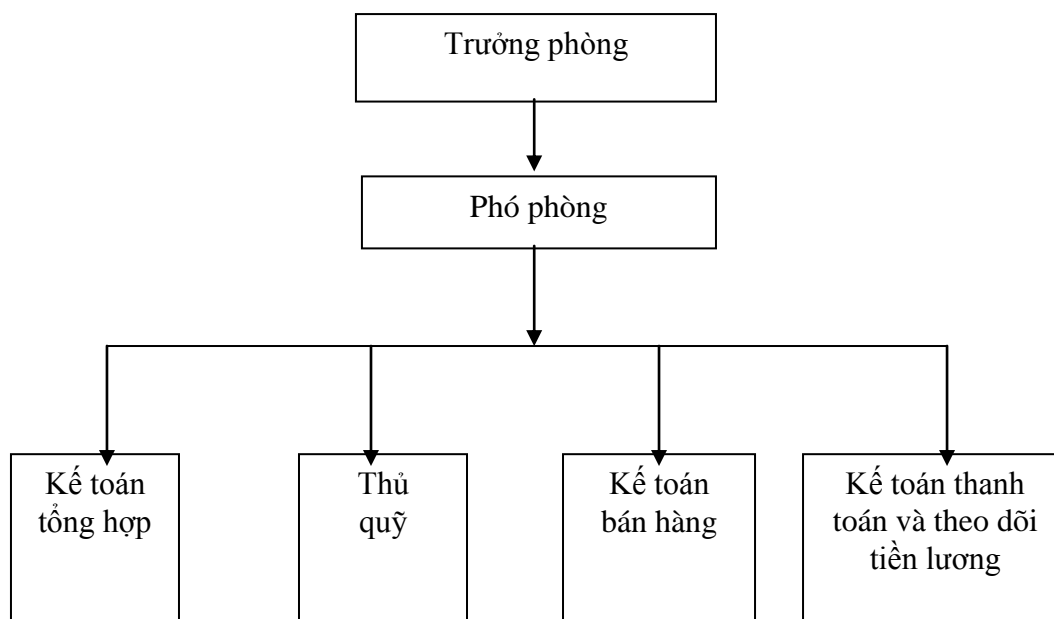 Trưởng phòng
Phó phòng
Kế toán
tổng hợp
Thủ
quỹ
Kế toán
bán hàng
Kế toán thanh
toán và theo dõi
tiền lương